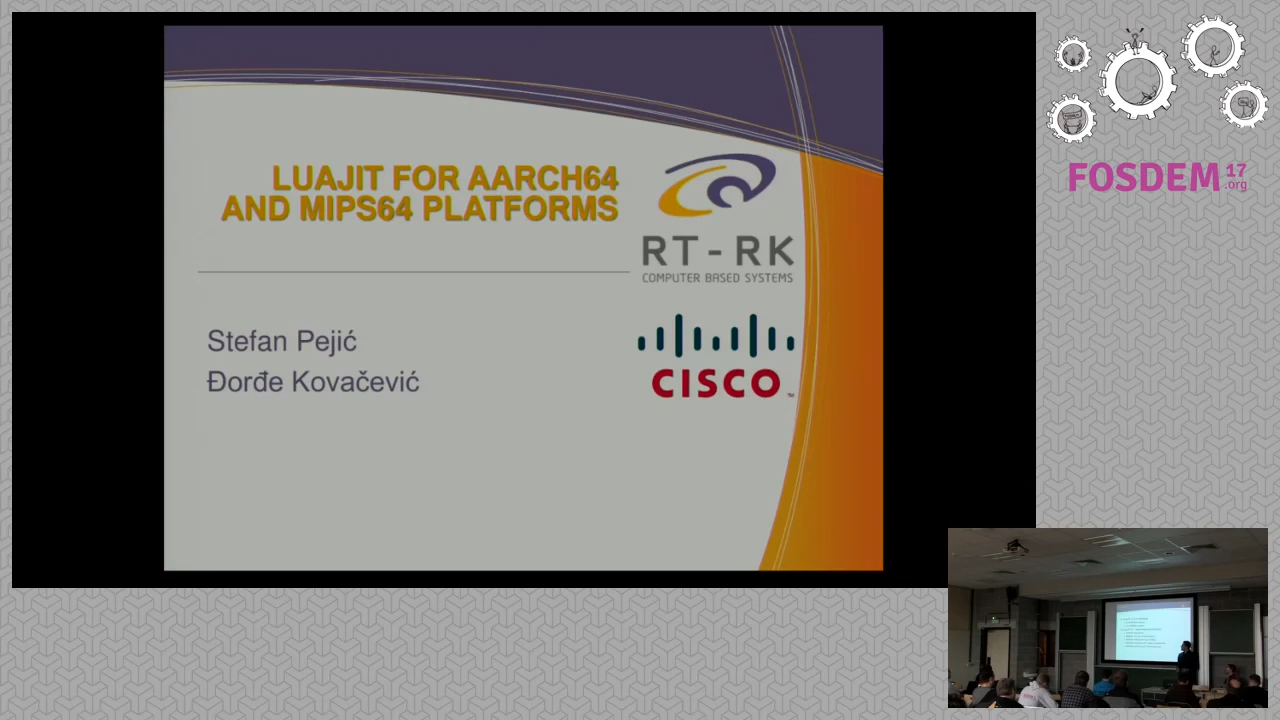 LUAJIT FOR AARCH64
AND MIPS64 PLATFORMS
RT-RK
COMPUTER BASED SYSTEMS
Stefan Pejić
Đorđe Kovačević
CISCO
™
FOSDEM 17
.org